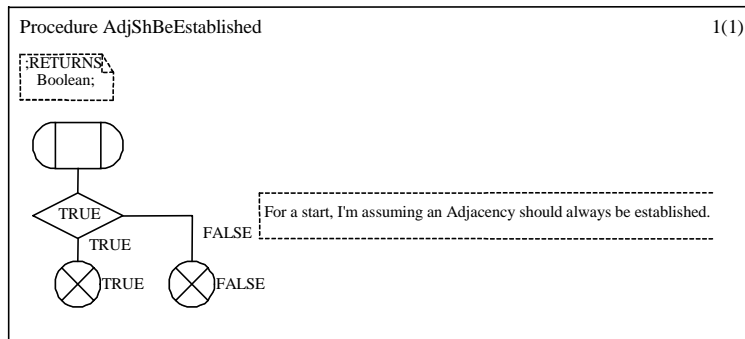 Procedure AdjShBeEstablished 1(1)
;RETURNS
Boolean;
TRUE
For a start, I'm assuming an Adjacency should always be established.
TRUE
FALSE
TRUE
FALSE